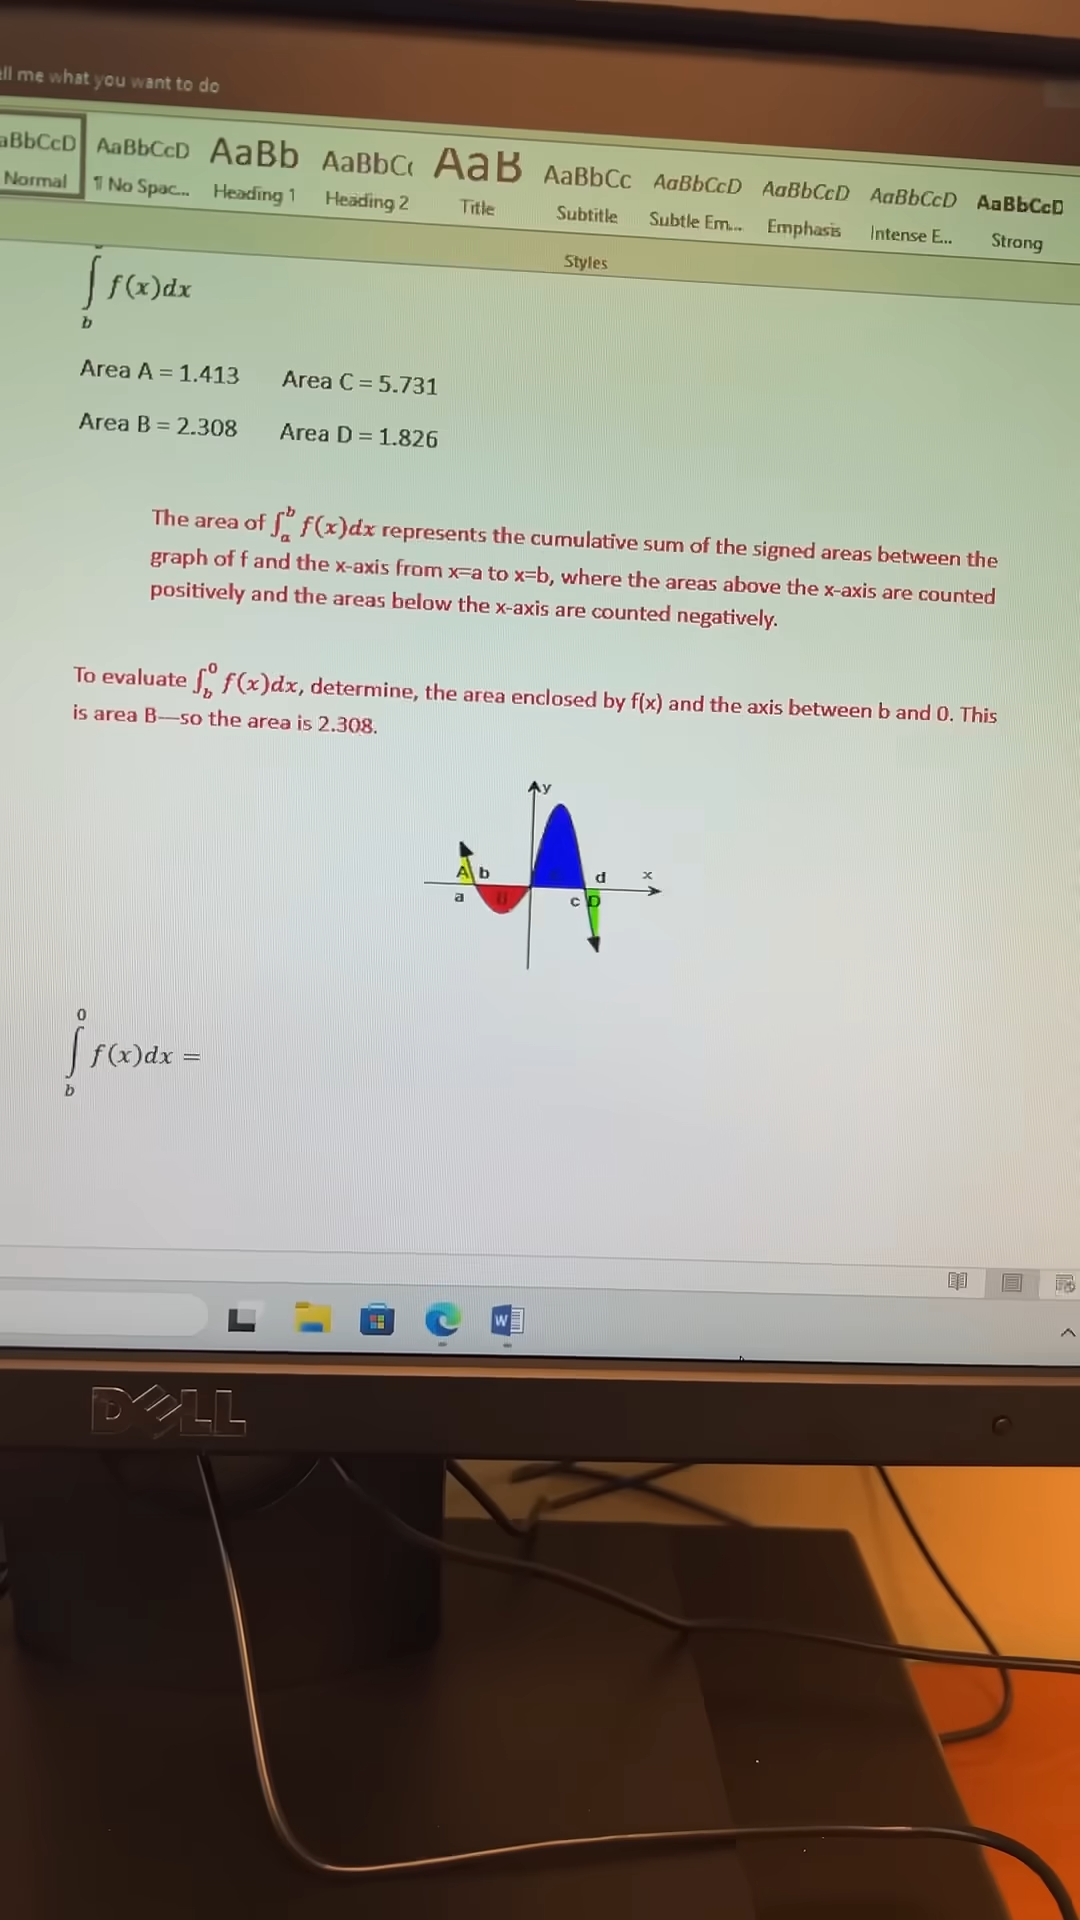 ll me what you want to do
aBbCcD AaBbCcD AaBb AaBbC AaB AaBbCc AaBbCcD AaBbCcD AaBbCcD AaBbCcD
Normal ¶ No Spac... Heading 1 Heading 2 Title Subtitle Subtle Em... Emphasis Intense E... Strong
Styles
∫ f(x)dx
b
Area A = 1.413 Area C = 5.731
Area B = 2.308 Area D = 1.826
The area of ∫ₐᵇ f(x)dx represents the cumulative sum of the signed areas between the
graph of f and the x-axis from x=a to x=b, where the areas above the x-axis are counted
positively and the areas below the x-axis are counted negatively.
To evaluate ∫_b^0 f(x)dx, determine, the area enclosed by f(x) and the axis between b and 0. This
is area B—so the area is 2.308.
y
A b d x
a B c D
0
∫ f(x)dx =
b
W
DELL